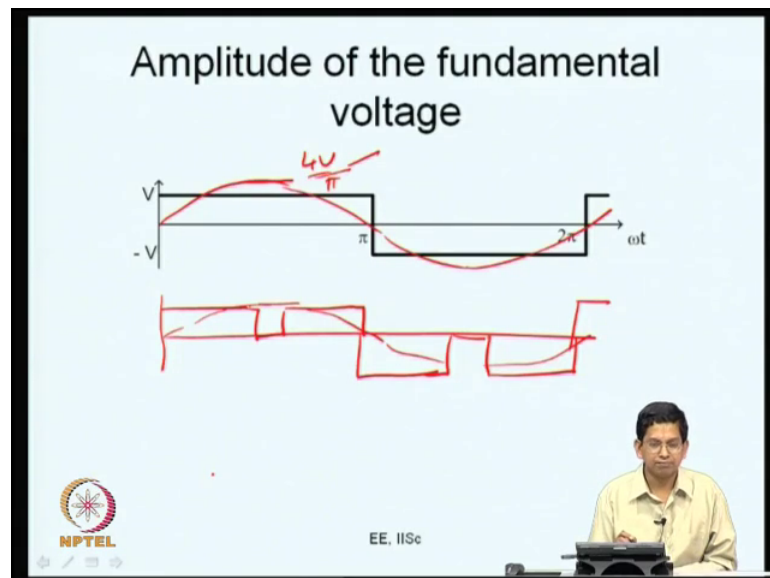 Amplitude of the fundamental
voltage
4V
π
V
π
2π
ωt
- V
NPTEL
EE, IISc